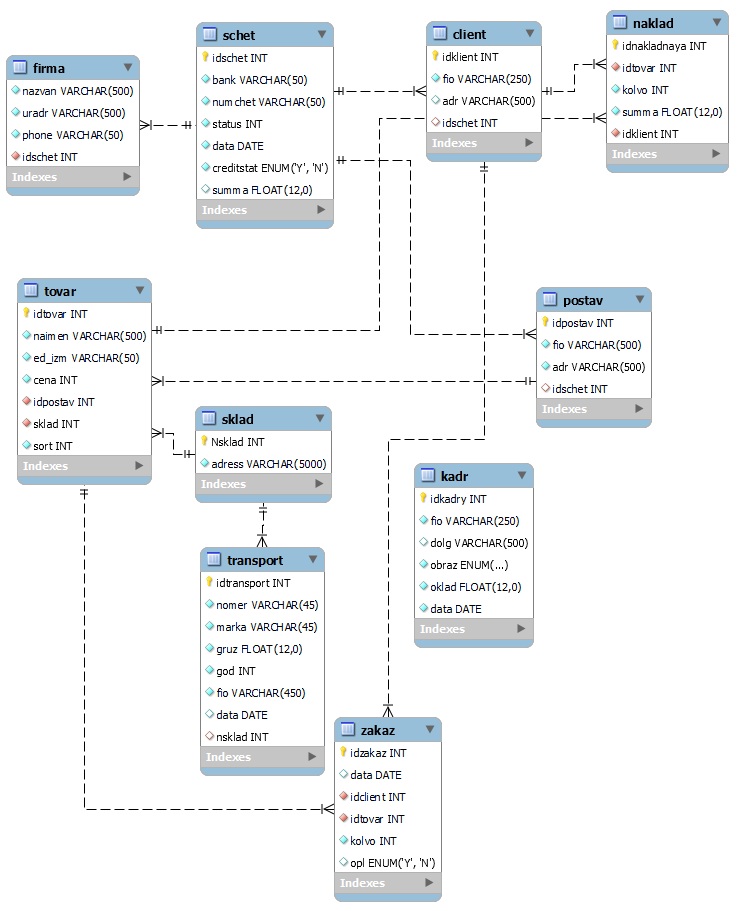 firma
nazvan VARCHAR(500)
uradr VARCHAR(500)
phone VARCHAR(50)
idschet INT
Indexes
schet
idschet INT
bank VARCHAR(50)
numchet VARCHAR(50)
status INT
data DATE
creditstat ENUM('Y', 'N')
summa FLOAT(12,0)
Indexes
client
idklient INT
fio VARCHAR(250)
adr VARCHAR(500)
idschet INT
Indexes
naklad
idnakladnaya INT
idtovar INT
kolvo INT
summa FLOAT(12,0)
idklient INT
Indexes
tovar
idtovar INT
naimen VARCHAR(500)
ed_izm VARCHAR(50)
cena INT
idpostav INT
sklad INT
sort INT
Indexes
postav
idpostav INT
fio VARCHAR(500)
adr VARCHAR(500)
idschet INT
Indexes
sklad
Nsklad INT
adress VARCHAR(5000)
Indexes
kadr
idkadry INT
fio VARCHAR(250)
dolg VARCHAR(500)
obraz ENUM(...)
oklad FLOAT(12,0)
data DATE
Indexes
transport
idtransport INT
nomer VARCHAR(45)
marka VARCHAR(45)
gruz FLOAT(12,0)
god INT
fio VARCHAR(450)
data DATE
nsklad INT
Indexes
zakaz
idzakaz INT
data DATE
idclient INT
idtovar INT
kolvo INT
opl ENUM('Y', 'N')
Indexes